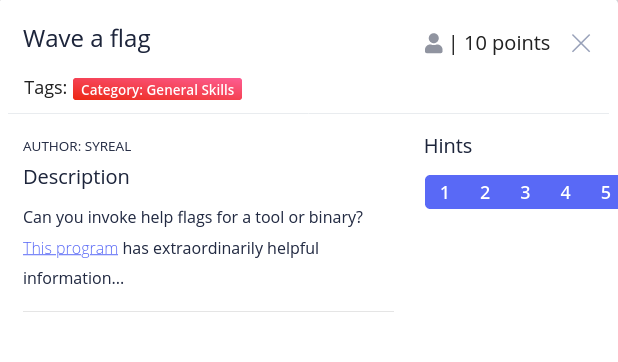 Wave a flag
| 10 points
Tags: Category: General Skills
AUTHOR: SYREAL
Hints
Description
1 2 3 4 5
Can you invoke help flags for a tool or binary?
This program has extraordinarily helpful
information...